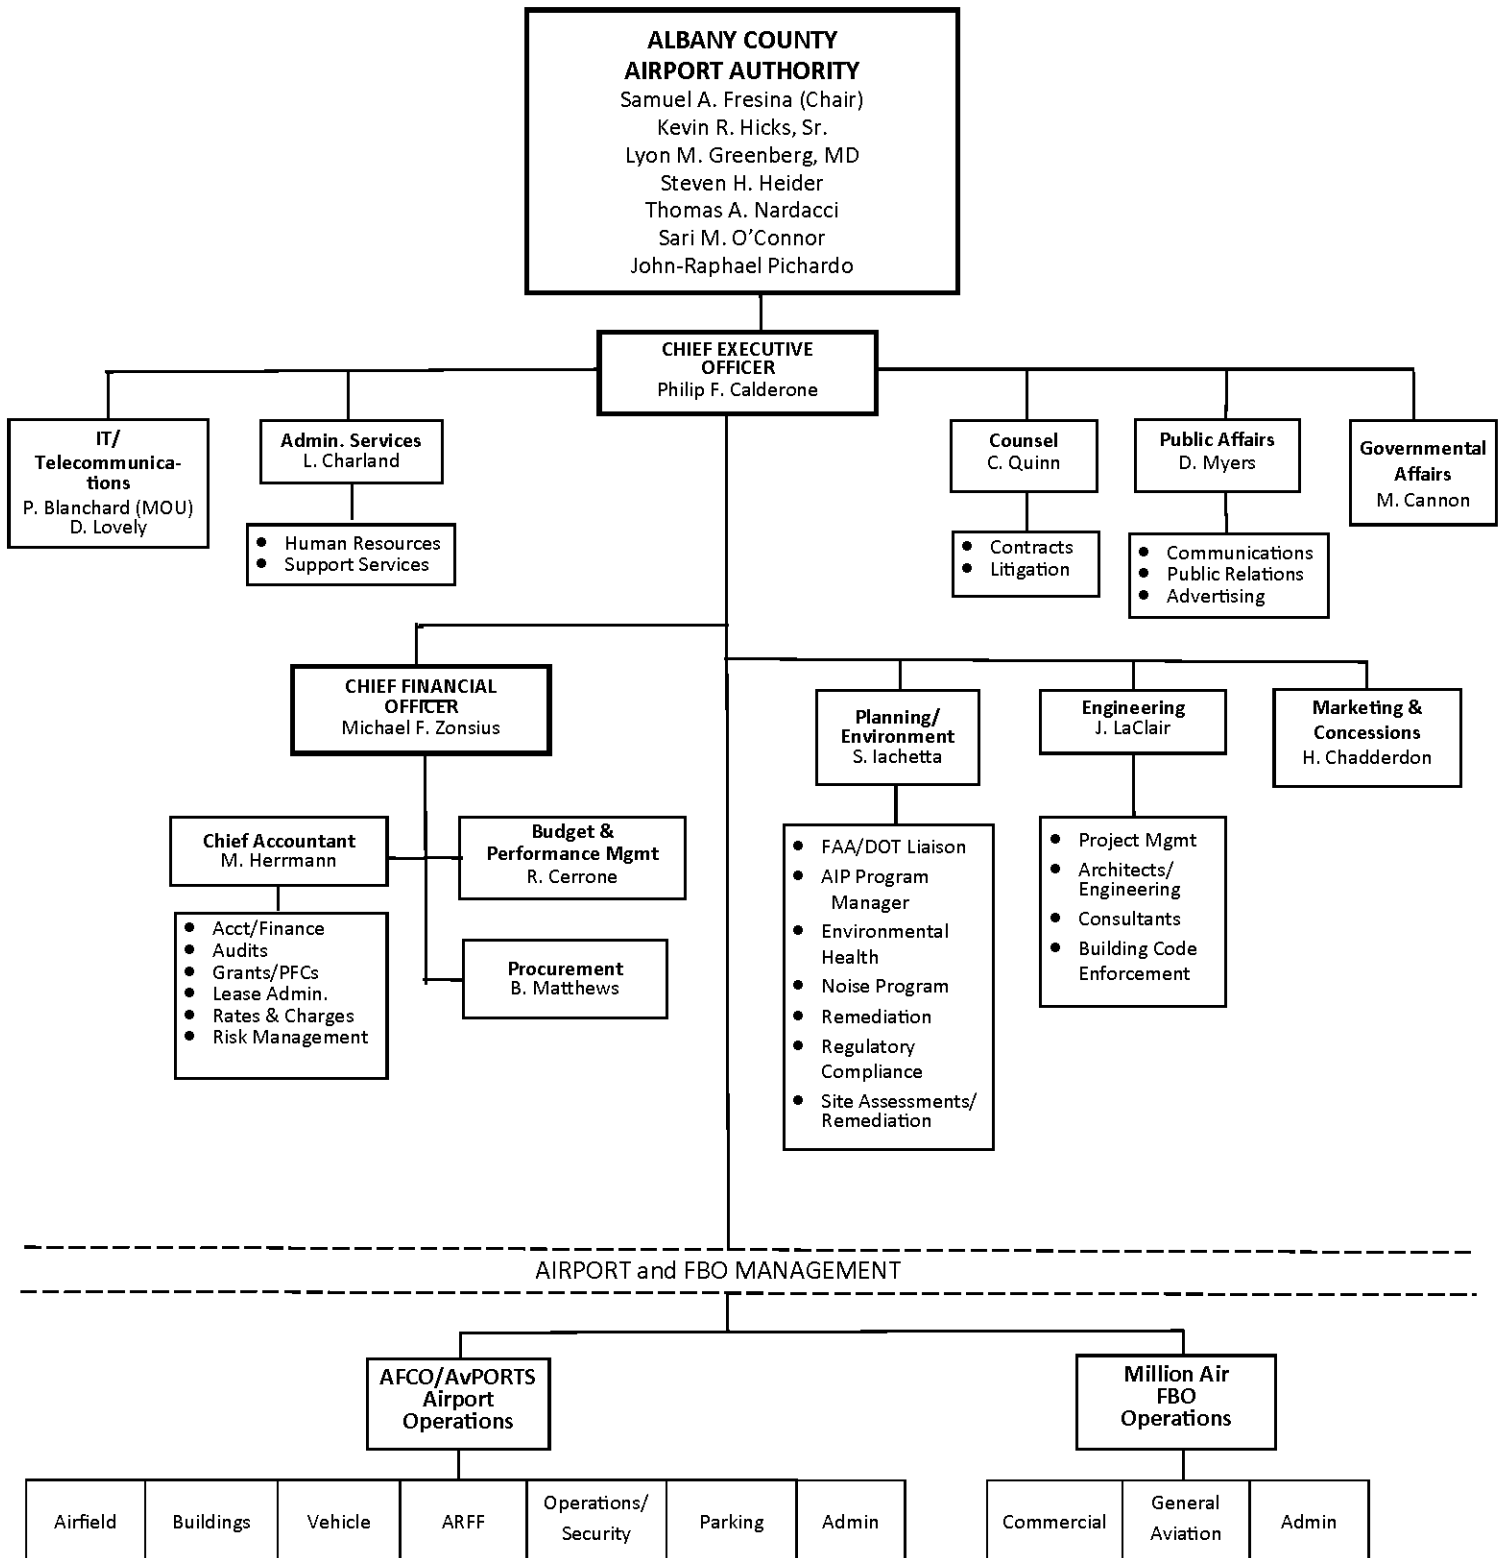 ALBANY COUNTY
AIRPORT AUTHORITY
Samuel A. Fresina (Chair)
Kevin R. Hicks, Sr.
Lyon M. Greenberg, MD
Steven H. Heider
Thomas A. Nardacci
Sari M. O’Connor
John-Raphael Pichardo
CHIEF EXECUTIVE
OFFICER
Philip F. Calderone
IT/
Telecommunica-
tions
P. Blanchard (MOU)
D. Lovely
Admin. Services
L. Charland
● Human Resources
● Support Services
Counsel
C. Quinn
● Contracts
● Litigation
Public Affairs
D. Myers
● Communications
● Public Relations
● Advertising
Governmental
Affairs
M. Cannon
CHIEF FINANCIAL
OFFICER
Michael F. Zonsius
Chief Accountant
M. Herrmann
● Acct/Finance
● Audits
● Grants/PFCs
● Lease Admin.
● Rates & Charges
● Risk Management
Budget &
Performance Mgmt
R. Cerrone
Procurement
B. Matthews
Planning/
Environment
S. Iachetta
● FAA/DOT Liaison
● AIP Program
Manager
● Environmental
Health
● Noise Program
● Remediation
● Regulatory
Compliance
● Site Assessments/
Remediation
Engineering
J. LaClair
● Project Mgmt
● Architects/
Engineering
● Consultants
● Building Code
Enforcement
Marketing &
Concessions
H. Chadderdon
AIRPORT and FBO MANAGEMENT
AFCO/AvPORTS
Airport
Operations
Airfield
Buildings
Vehicle
ARFF
Operations/
Security
Parking
Admin
Million Air
FBO
Operations
Commercial
General
Aviation
Admin